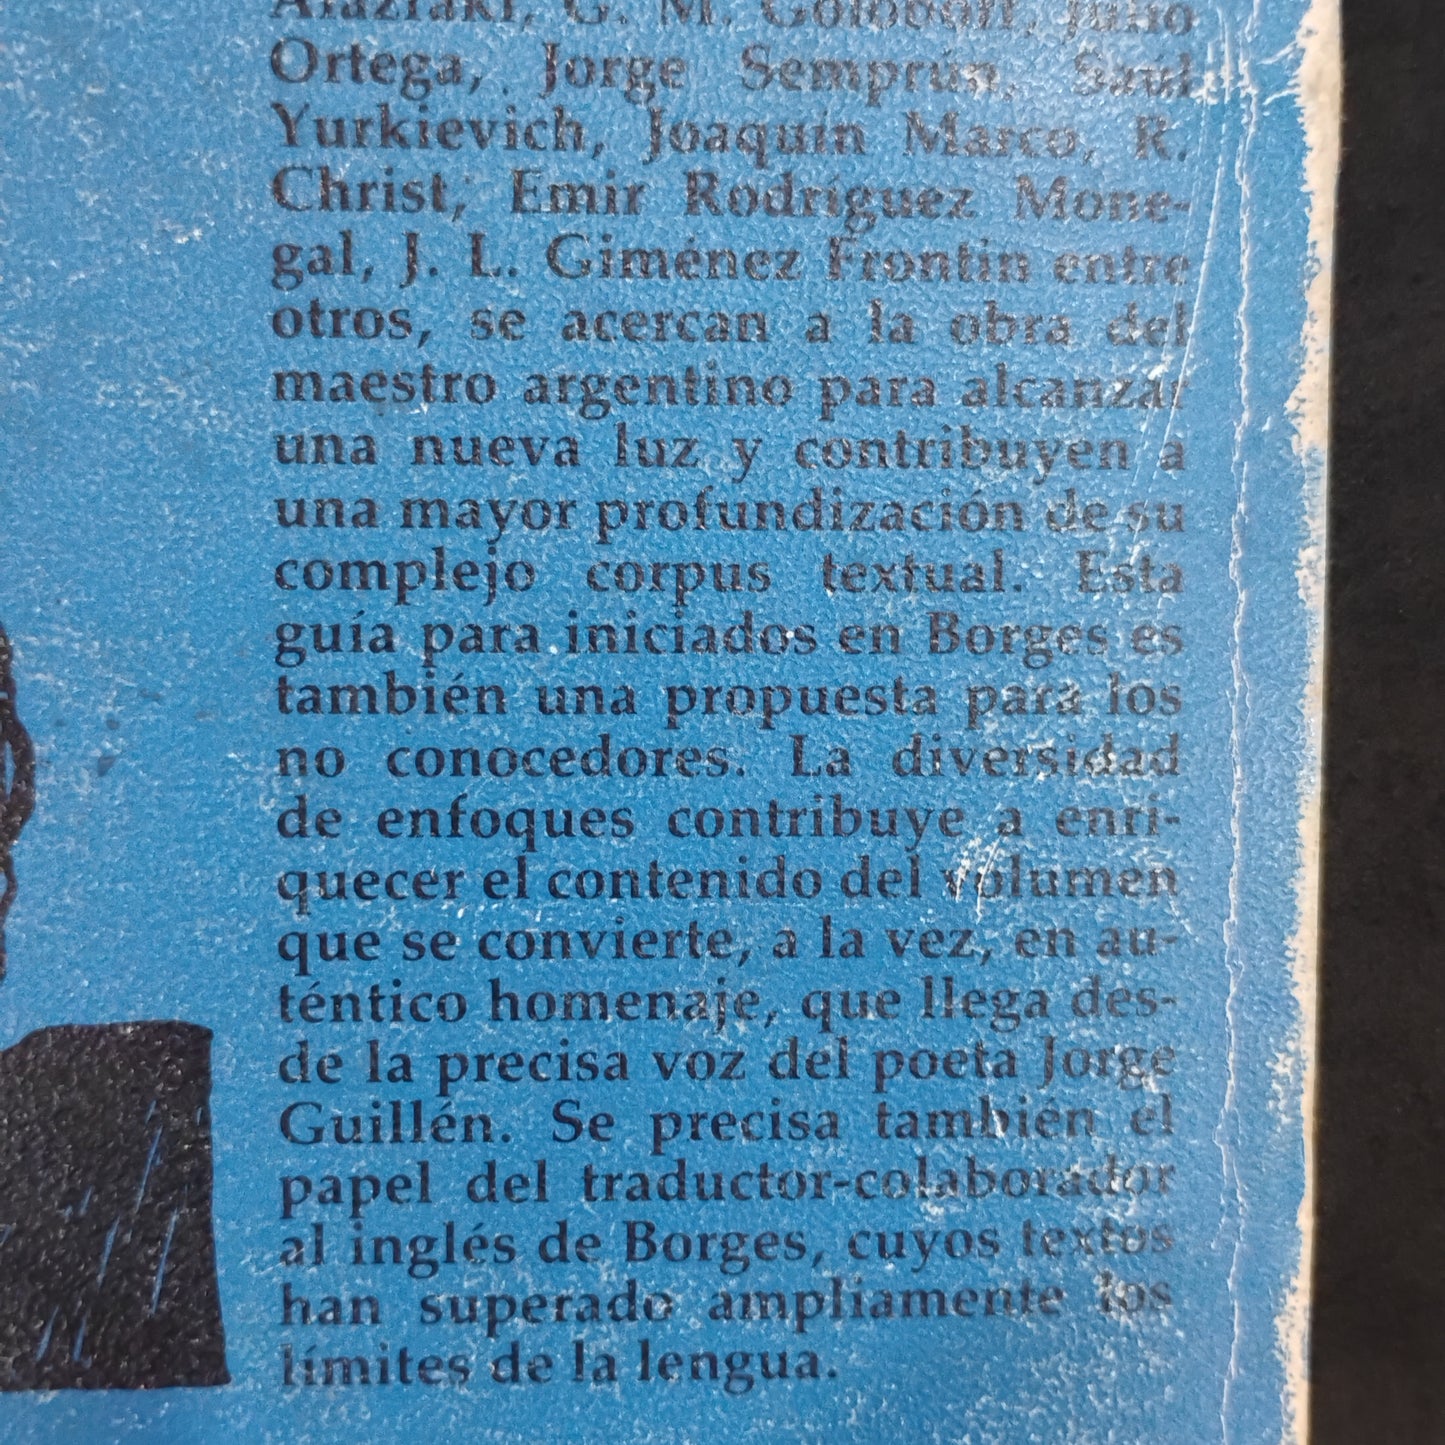 Alazraki, G. M. Goloboff, Julio
Ortega, Jorge Semprún, Saúl
Yurkievich, Joaquín Marco, R.
Christ, Emir Rodríguez Mone-
gal, J. L. Giménez Frontin entre
otros, se acercan a la obra del
maestro argentino para alcanzar
una nueva luz y contribuyen a
una mayor profundización de su
complejo corpus textual. Esta
guía para iniciados en Borges es
también una propuesta para los
no conocedores. La diversidad
de enfoques contribuye a enri-
quecer el contenido del volumen
que se convierte, a la vez, en au-
téntico homenaje, que llega des-
de la precisa voz del poeta Jorge
Guillén. Se precisa también el
papel del traductor-colaborador
al inglés de Borges, cuyos textos
han superado ampliamente los
límites de la lengua.